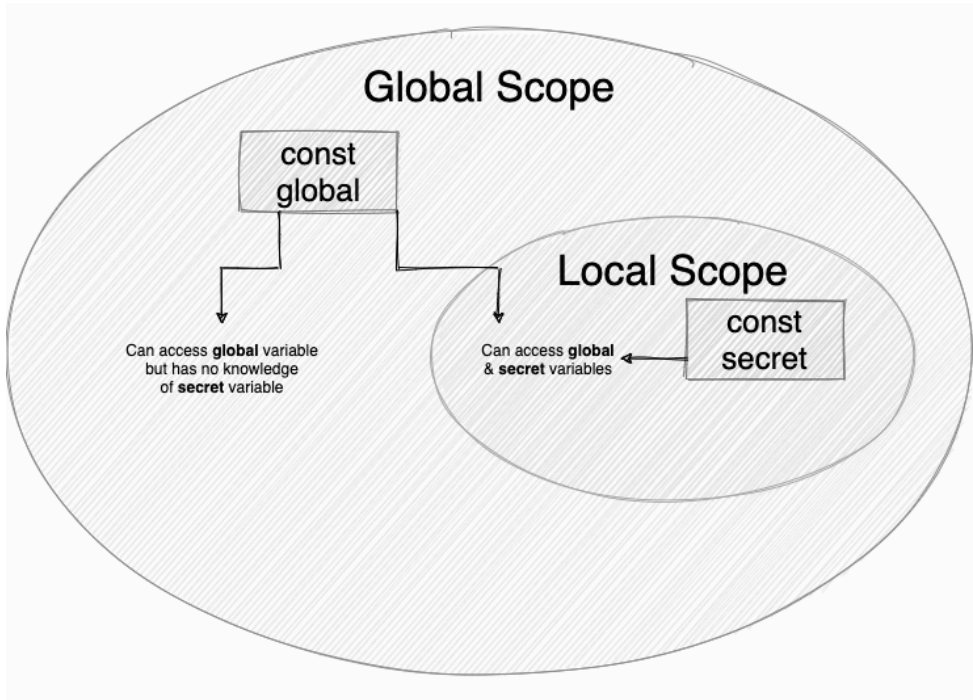 Global Scope
const
global
Local Scope
const
secret
Can access global variable
but has no knowledge
of secret variable
Can access global
& secret variables